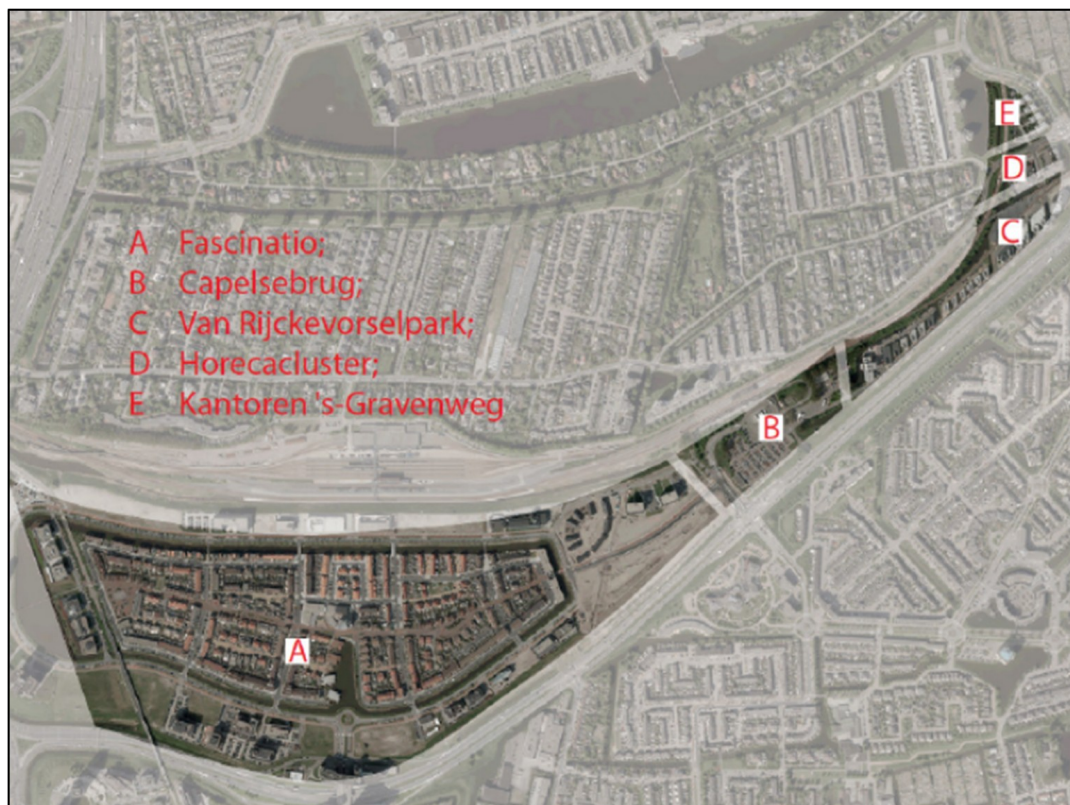 E
D
C
A Fascinatio;
B Capelsebrug;
C Van Rijckevorselpark;
D Horecacluster;
E Kantoren 's-Gravenweg
B
A